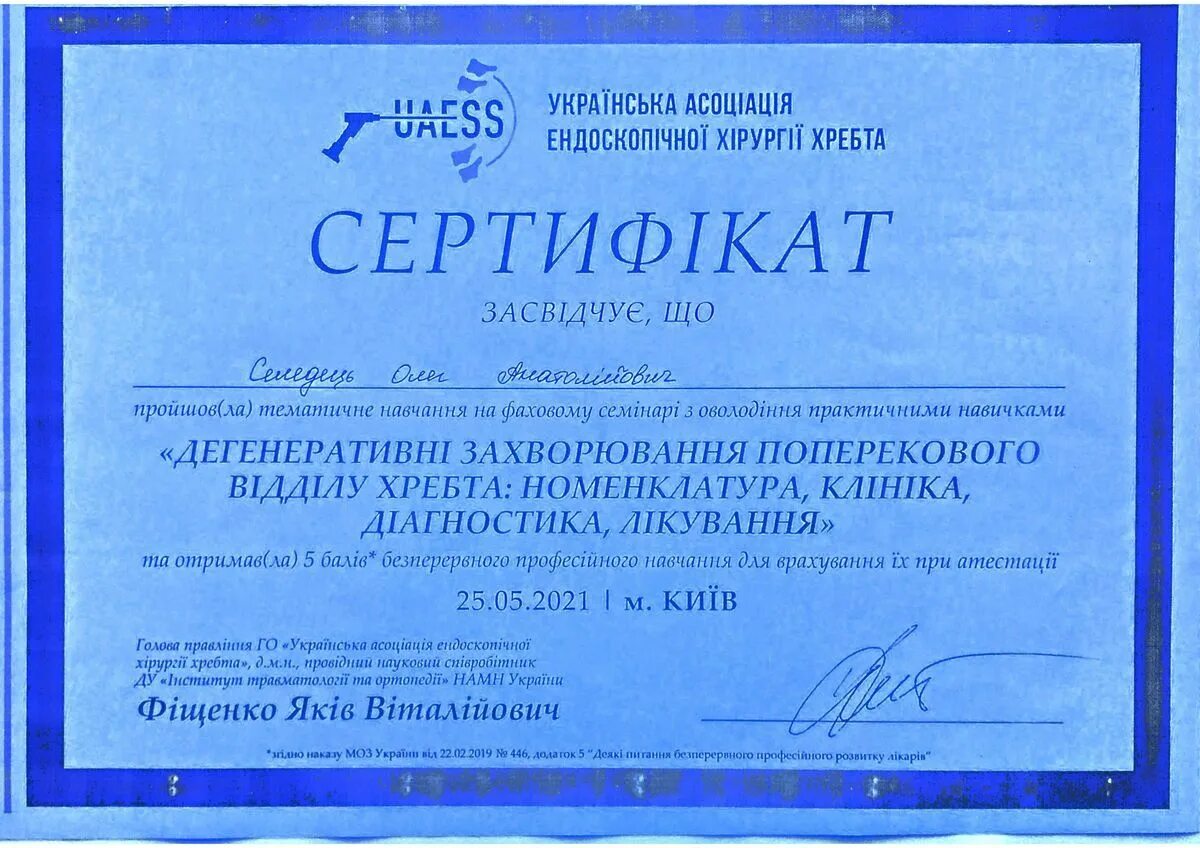 UAESS
УКРАЇНСЬКА АСОЦІАЦІЯ
ЕНДОСКОПІЧНОЇ ХІРУРГІЇ ХРЕБТА
СЕРТИФІКАТ
ЗАСВІДЧУЄ, ЩО
Селедець Олег Анатолійович
пройшов(ла) тематичне навчання на фаховому семінарі з оволодіння практичними навичками
«ДЕГЕНЕРАТИВНІ ЗАХВОРЮВАННЯ ПОПЕРЕКОВОГО
ВІДДІЛУ ХРЕБТА: НОМЕНКЛАТУРА, КЛІНІКА,
ДІАГНОСТИКА, ЛІКУВАННЯ»
та отримав(ла) 5 балів* безперервного професійного навчання для врахування їх при атестації
25.05.2021 | м. КИЇВ
Голова правління ГО «Українська асоціація ендоскопічної
хірургії хребта», д.м.н., провідний науковий співробітник
ДУ «Інститут травматології та ортопедії» НАМН України
Фіщенко Яків Віталійович
*згідно наказу МОЗ України від 22.02.2019 № 446, додаток 5 "Деякі питання безперервного професійного розвитку лікарів"